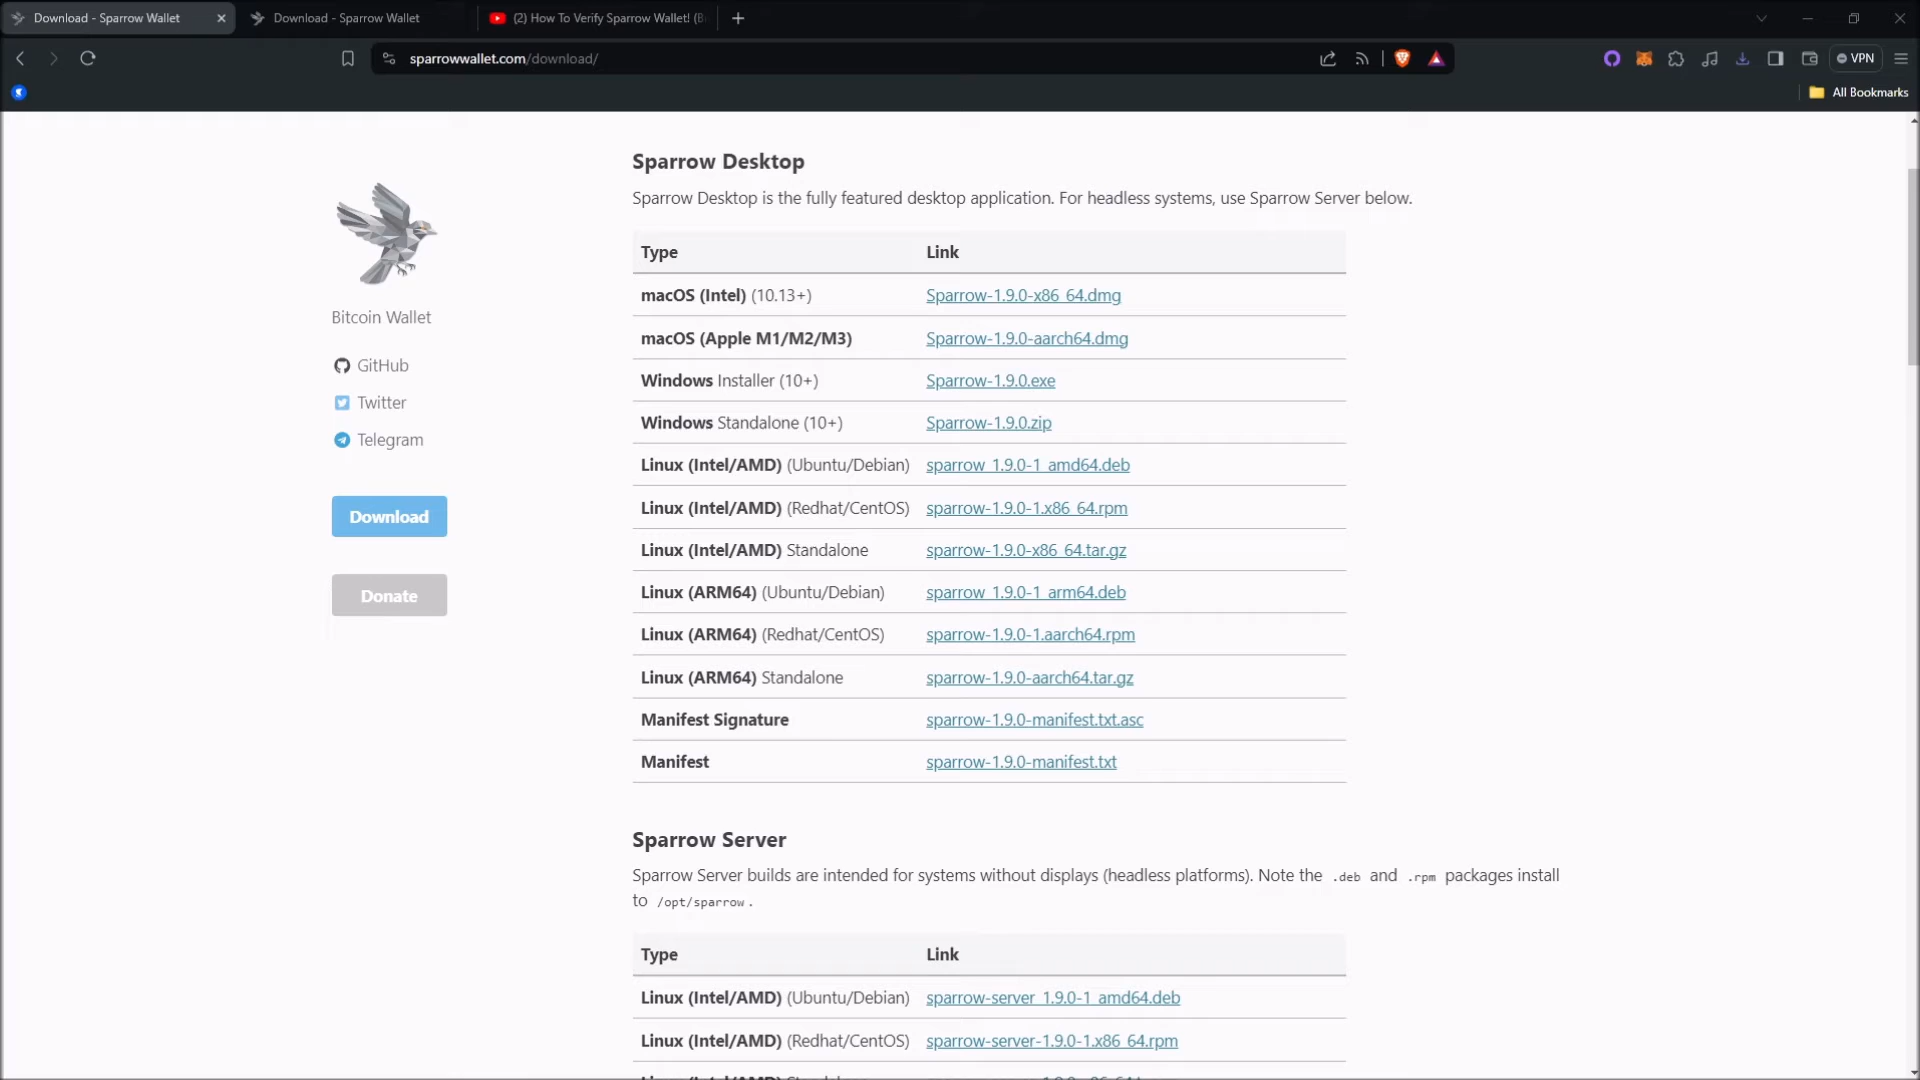 Download - Sparrow Wallet
Download - Sparrow Wallet
(2) How To Verify Sparrow Wallet! (B
sparrowwallet.com/download/
VPN
All Bookmarks
Bitcoin Wallet
GitHub
Twitter
Telegram
Download
Donate
Sparrow Desktop
Sparrow Desktop is the fully featured desktop application. For headless systems, use Sparrow Server below.
Type Link
macOS (Intel) (10.13+) Sparrow-1.9.0-x86_64.dmg
macOS (Apple M1/M2/M3) Sparrow-1.9.0-aarch64.dmg
Windows Installer (10+) Sparrow-1.9.0.exe
Windows Standalone (10+) Sparrow-1.9.0.zip
Linux (Intel/AMD) (Ubuntu/Debian) sparrow_1.9.0-1_amd64.deb
Linux (Intel/AMD) (Redhat/CentOS) sparrow-1.9.0-1.x86_64.rpm
Linux (Intel/AMD) Standalone sparrow-1.9.0-x86_64.tar.gz
Linux (ARM64) (Ubuntu/Debian) sparrow_1.9.0-1_arm64.deb
Linux (ARM64) (Redhat/CentOS) sparrow-1.9.0-1.aarch64.rpm
Linux (ARM64) Standalone sparrow-1.9.0-aarch64.tar.gz
Manifest Signature sparrow-1.9.0-manifest.txt.asc
Manifest sparrow-1.9.0-manifest.txt
Sparrow Server
Sparrow Server builds are intended for systems without displays (headless platforms). Note the .deb and .rpm packages install
to /opt/sparrow.
Type Link
Linux (Intel/AMD) (Ubuntu/Debian) sparrow-server_1.9.0-1_amd64.deb
Linux (Intel/AMD) (Redhat/CentOS) sparrow-server-1.9.0-1.x86_64.rpm